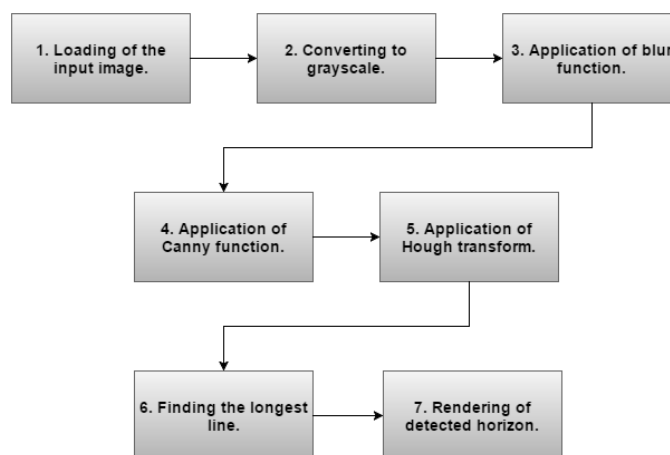 1. Loading of the
input image.
2. Converting to
grayscale.
3. Application of blur
function.
4. Application of
Canny function.
5. Application of
Hough transform.
6. Finding the longest
line.
7. Rendering of
detected horizon.